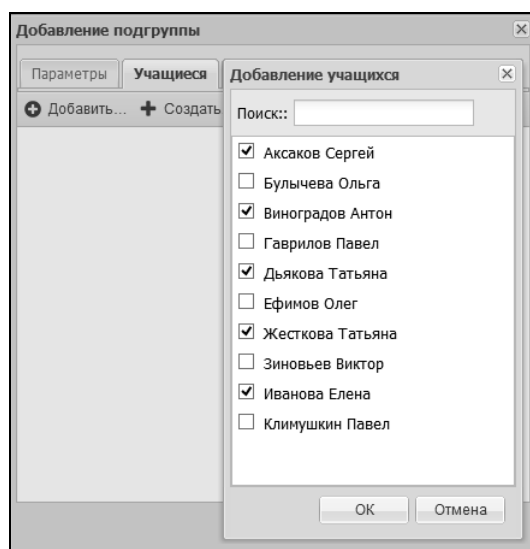 Добавление подгруппы
Параметры Учащиеся
Добавить... Создать
Добавление учащихся
Поиск::
Аксаков Сергей
Булычева Ольга
Виноградов Антон
Гаврилов Павел
Дьякова Татьяна
Ефимов Олег
Жесткова Татьяна
Зиновьев Виктор
Иванова Елена
Климушкин Павел
ОК Отмена